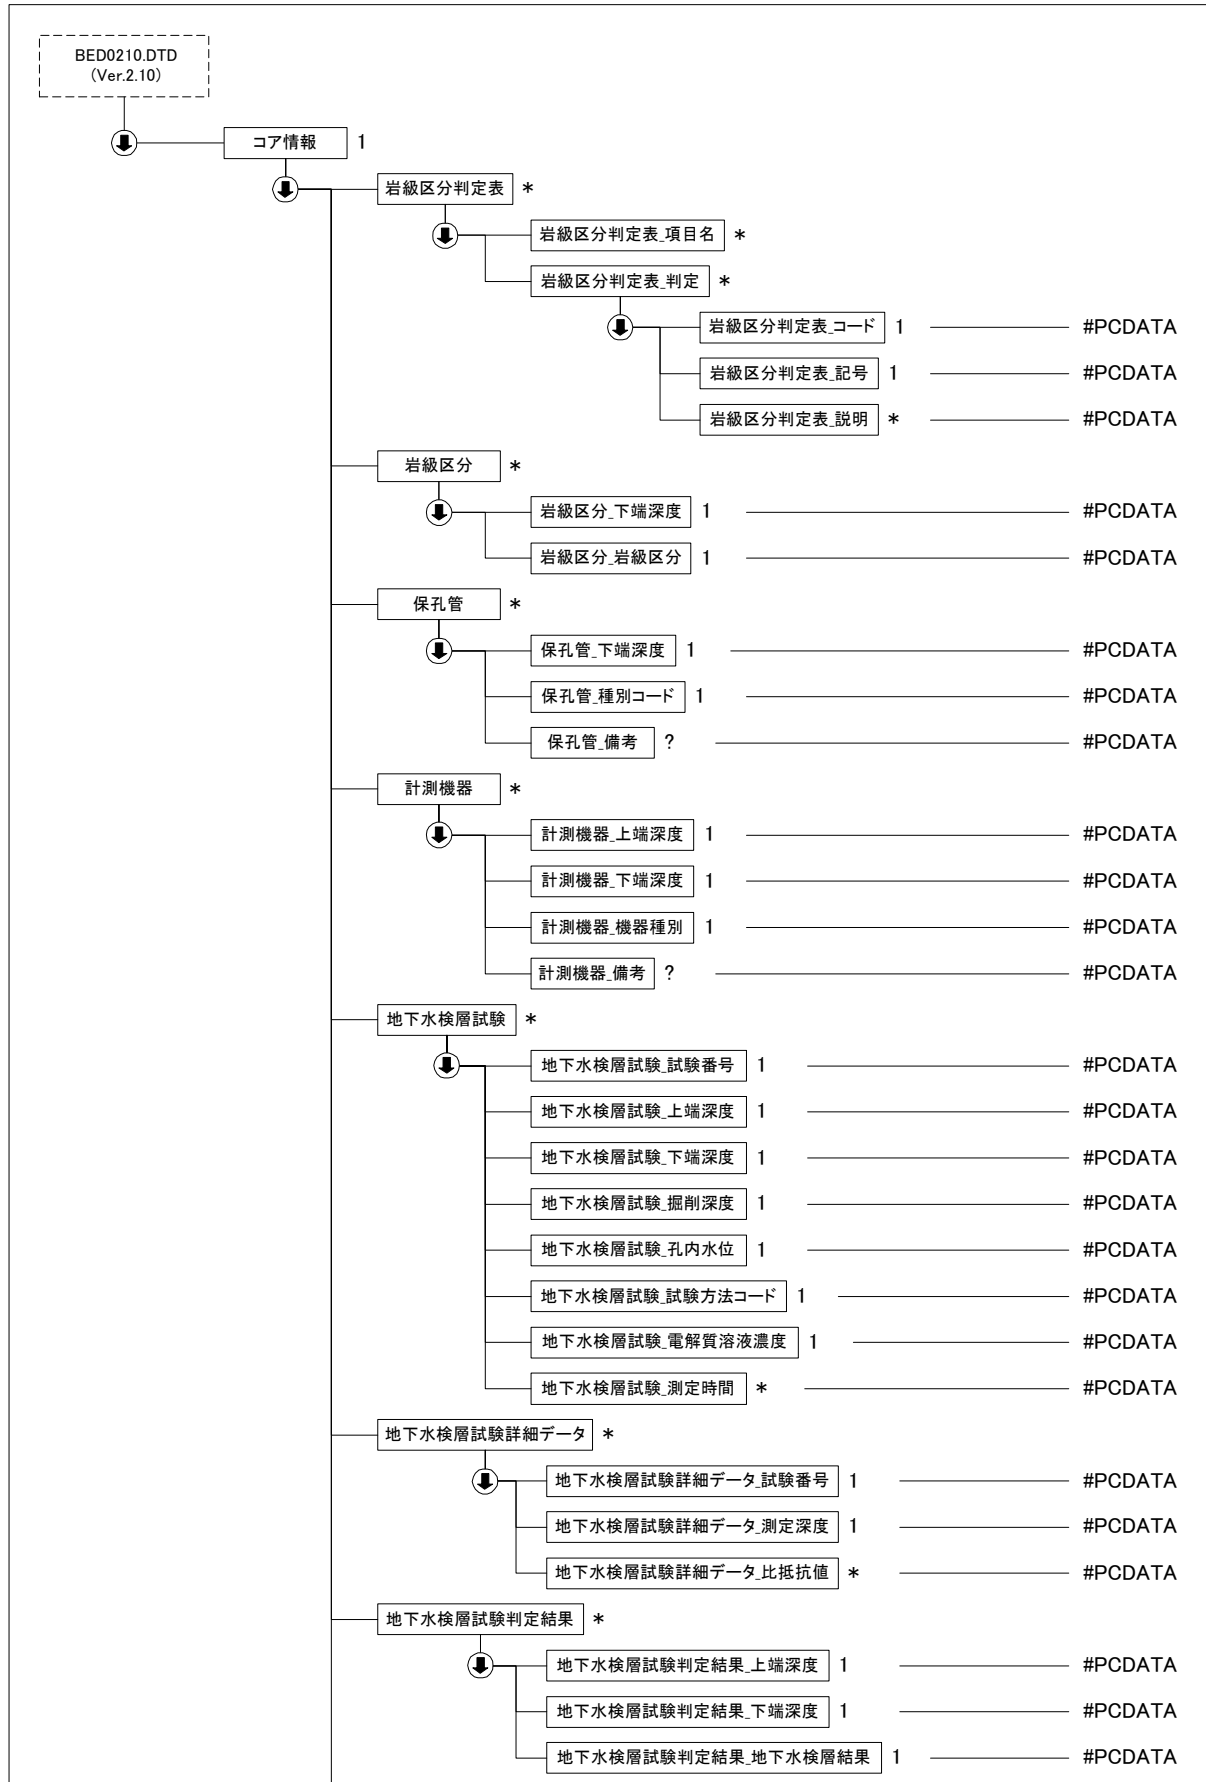 BED0210.DTD
(Ver.2.10)
コア情報 1
岩級区分判定表 *
岩級区分判定表_項目名 *
岩級区分判定表_判定 *
岩級区分判定表_コード 1 #PCDATA
岩級区分判定表_記号 1 #PCDATA
岩級区分判定表_説明 * #PCDATA
岩級区分 *
岩級区分_下端深度 1 #PCDATA
岩級区分_岩級区分 1 #PCDATA
保孔管 *
保孔管_下端深度 1 #PCDATA
保孔管_種別コード 1 #PCDATA
保孔管_備考 ? #PCDATA
計測機器 *
計測機器_上端深度 1 #PCDATA
計測機器_下端深度 1 #PCDATA
計測機器_機器種別 1 #PCDATA
計測機器_備考 ? #PCDATA
地下水検層試験 *
地下水検層試験_試験番号 1 #PCDATA
地下水検層試験_上端深度 1 #PCDATA
地下水検層試験_下端深度 1 #PCDATA
地下水検層試験_掘削深度 1 #PCDATA
地下水検層試験_孔内水位 1 #PCDATA
地下水検層試験_試験方法コード 1 #PCDATA
地下水検層試験_電解質溶液濃度 1 #PCDATA
地下水検層試験_測定時間 * #PCDATA
地下水検層試験詳細データ *
地下水検層試験詳細データ_試験番号 1 #PCDATA
地下水検層試験詳細データ_測定深度 1 #PCDATA
地下水検層試験詳細データ_比抵抗値 * #PCDATA
地下水検層試験判定結果 *
地下水検層試験判定結果_上端深度 1 #PCDATA
地下水検層試験判定結果_下端深度 1 #PCDATA
地下水検層試験判定結果_地下水検層結果 1 #PCDATA